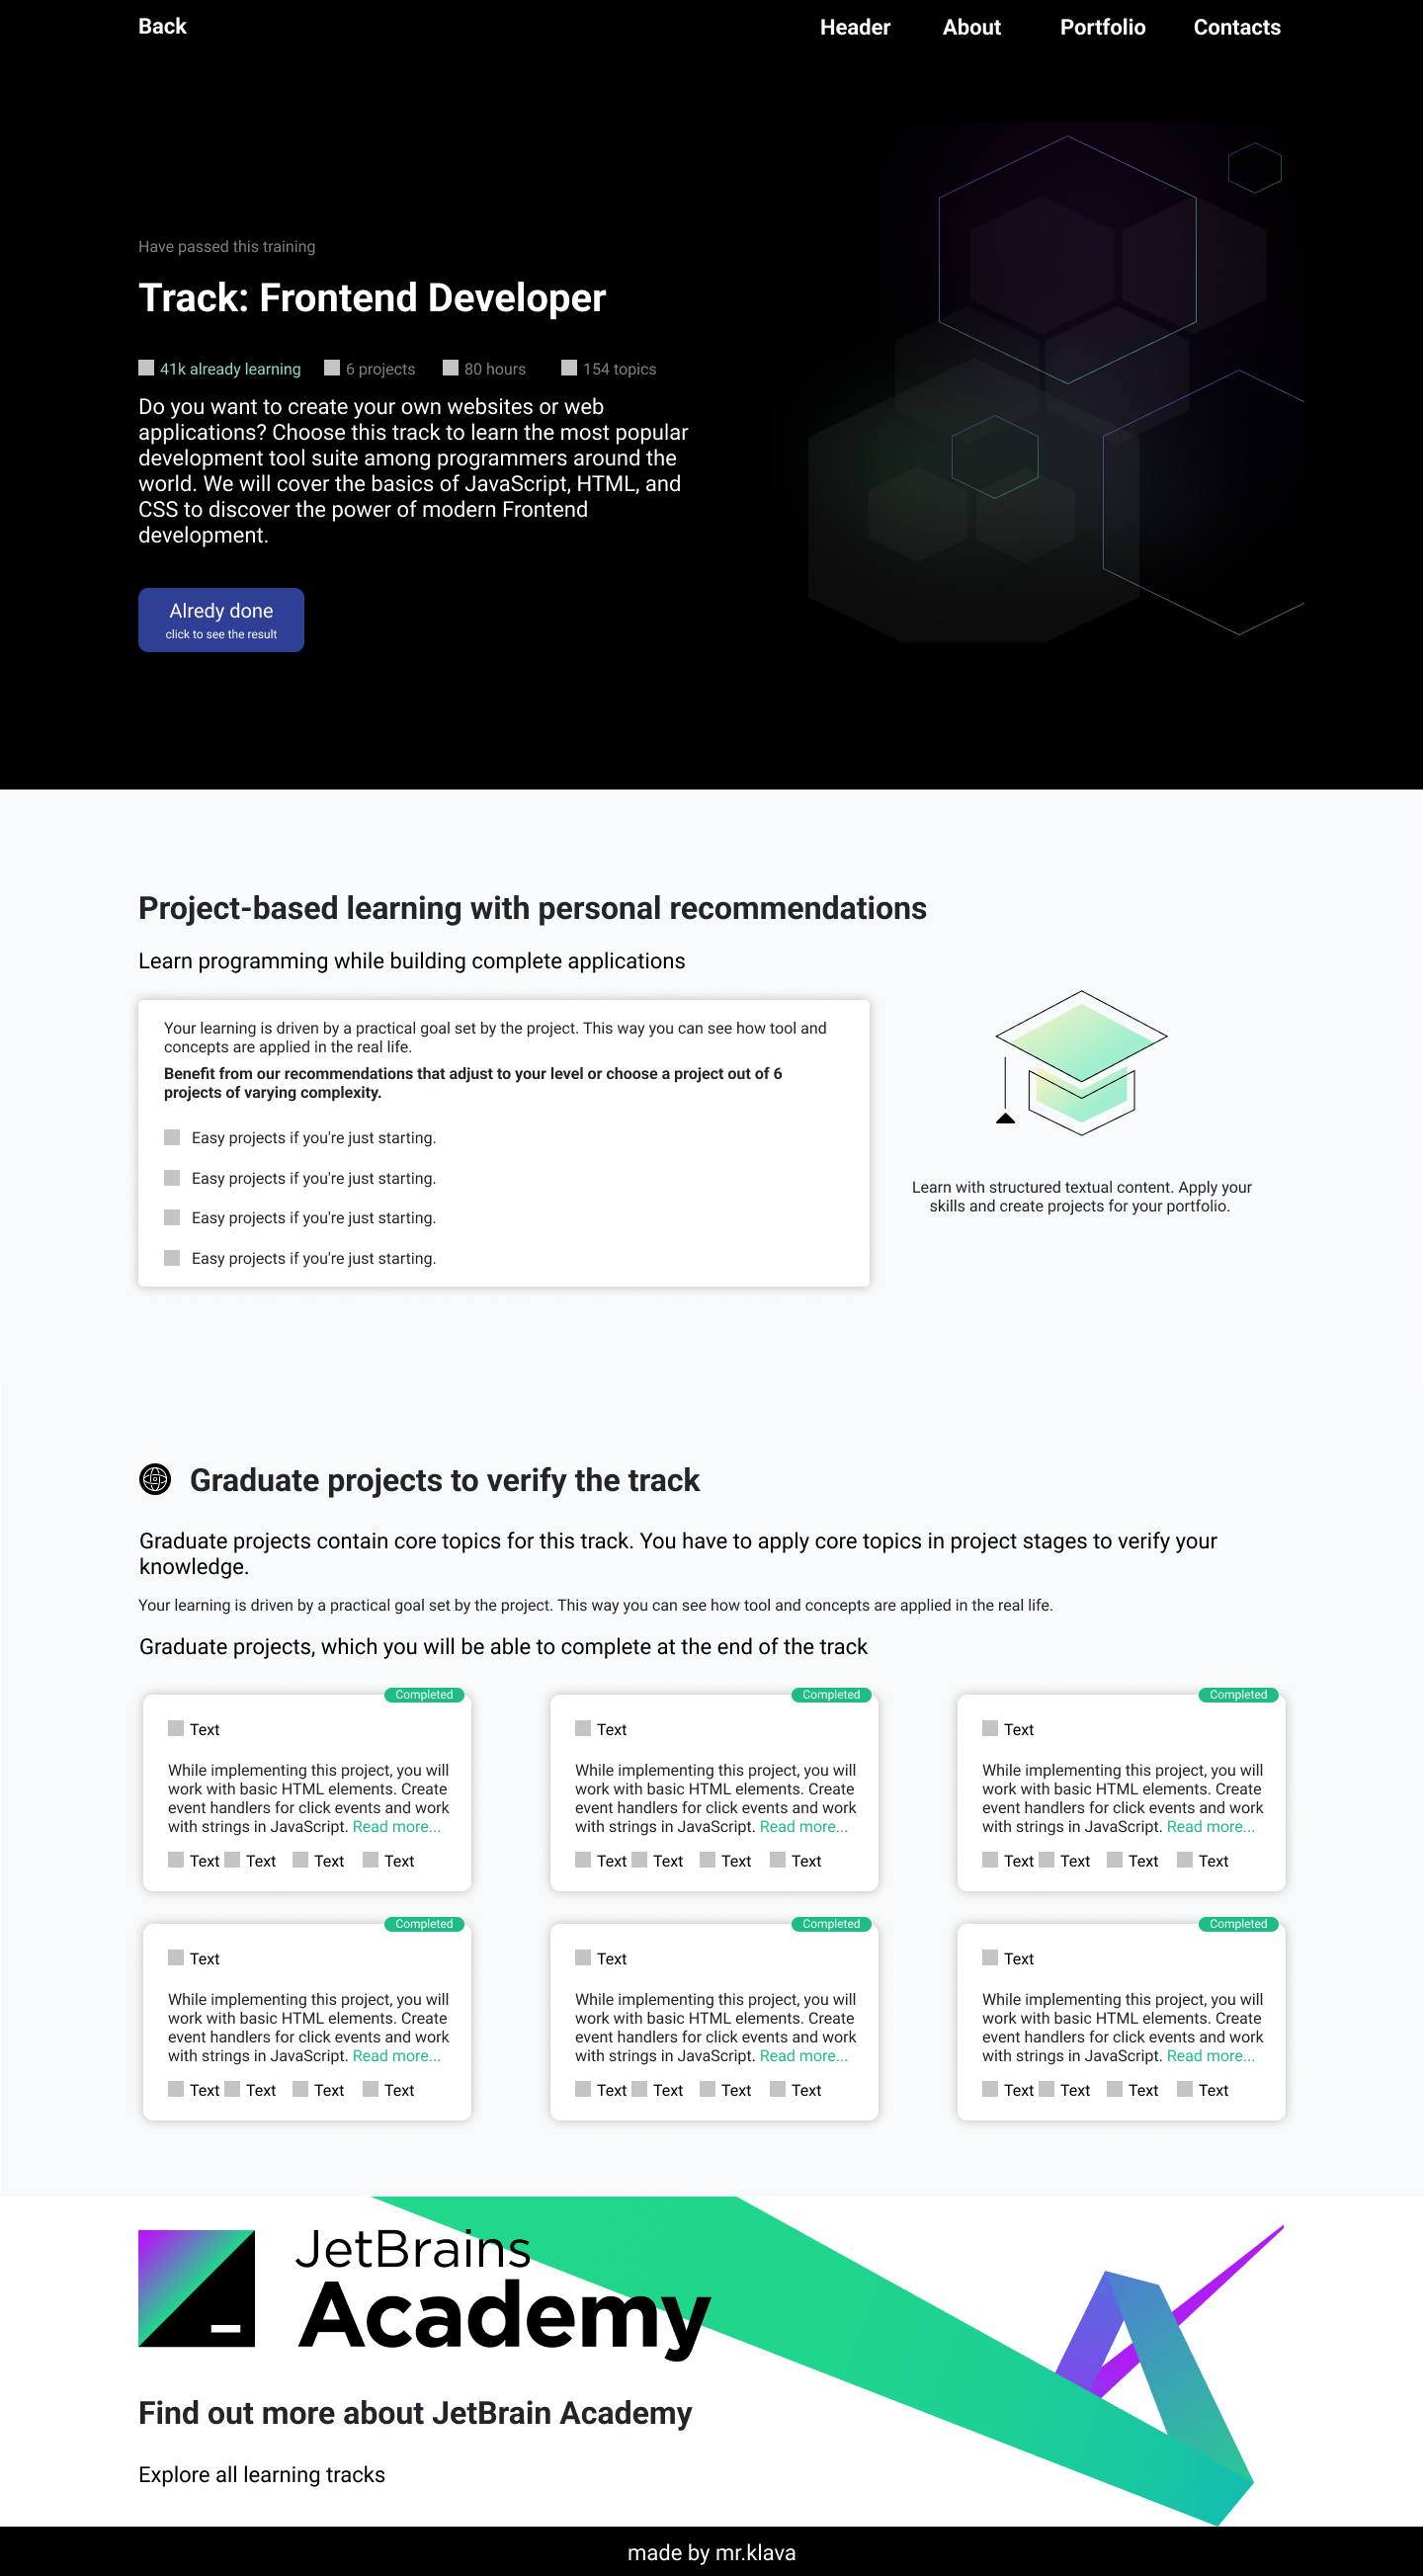 Back
Header About Portfolio Contacts
Have passed this training
Track: Frontend Developer
41k already learning 6 projects 80 hours 154 topics
Do you want to create your own websites or web
applications? Choose this track to learn the most popular
development tool suite among programmers around the
world. We will cover the basics of JavaScript, HTML, and
CSS to discover the power of modern Frontend
development.
Alredy done
click to see the result
Project-based learning with personal recommendations
Learn programming while building complete applications
Your learning is driven by a practical goal set by the project. This way you can see how tool and
concepts are applied in the real life.
Benefit from our recommendations that adjust to your level or choose a project out of 6
projects of varying complexity.
Easy projects if you're just starting.
Easy projects if you're just starting.
Easy projects if you're just starting.
Easy projects if you're just starting.
Learn with structured textual content. Apply your
skills and create projects for your portfolio.
Graduate projects to verify the track
Graduate projects contain core topics for this track. You have to apply core topics in project stages to verify your
knowledge.
Your learning is driven by a practical goal set by the project. This way you can see how tool and concepts are applied in the real life.
Graduate projects, which you will be able to complete at the end of the track
Completed
Text
While implementing this project, you will
work with basic HTML elements. Create
event handlers for click events and work
with strings in JavaScript. Read more...
Text Text Text Text
Completed
Text
While implementing this project, you will
work with basic HTML elements. Create
event handlers for click events and work
with strings in JavaScript. Read more...
Text Text Text Text
Completed
Text
While implementing this project, you will
work with basic HTML elements. Create
event handlers for click events and work
with strings in JavaScript. Read more...
Text Text Text Text
Completed
Text
While implementing this project, you will
work with basic HTML elements. Create
event handlers for click events and work
with strings in JavaScript. Read more...
Text Text Text Text
Completed
Text
While implementing this project, you will
work with basic HTML elements. Create
event handlers for click events and work
with strings in JavaScript. Read more...
Text Text Text Text
Completed
Text
While implementing this project, you will
work with basic HTML elements. Create
event handlers for click events and work
with strings in JavaScript. Read more...
Text Text Text Text
JetBrains
Academy
Find out more about JetBrain Academy
Explore all learning tracks
made by mr.klava